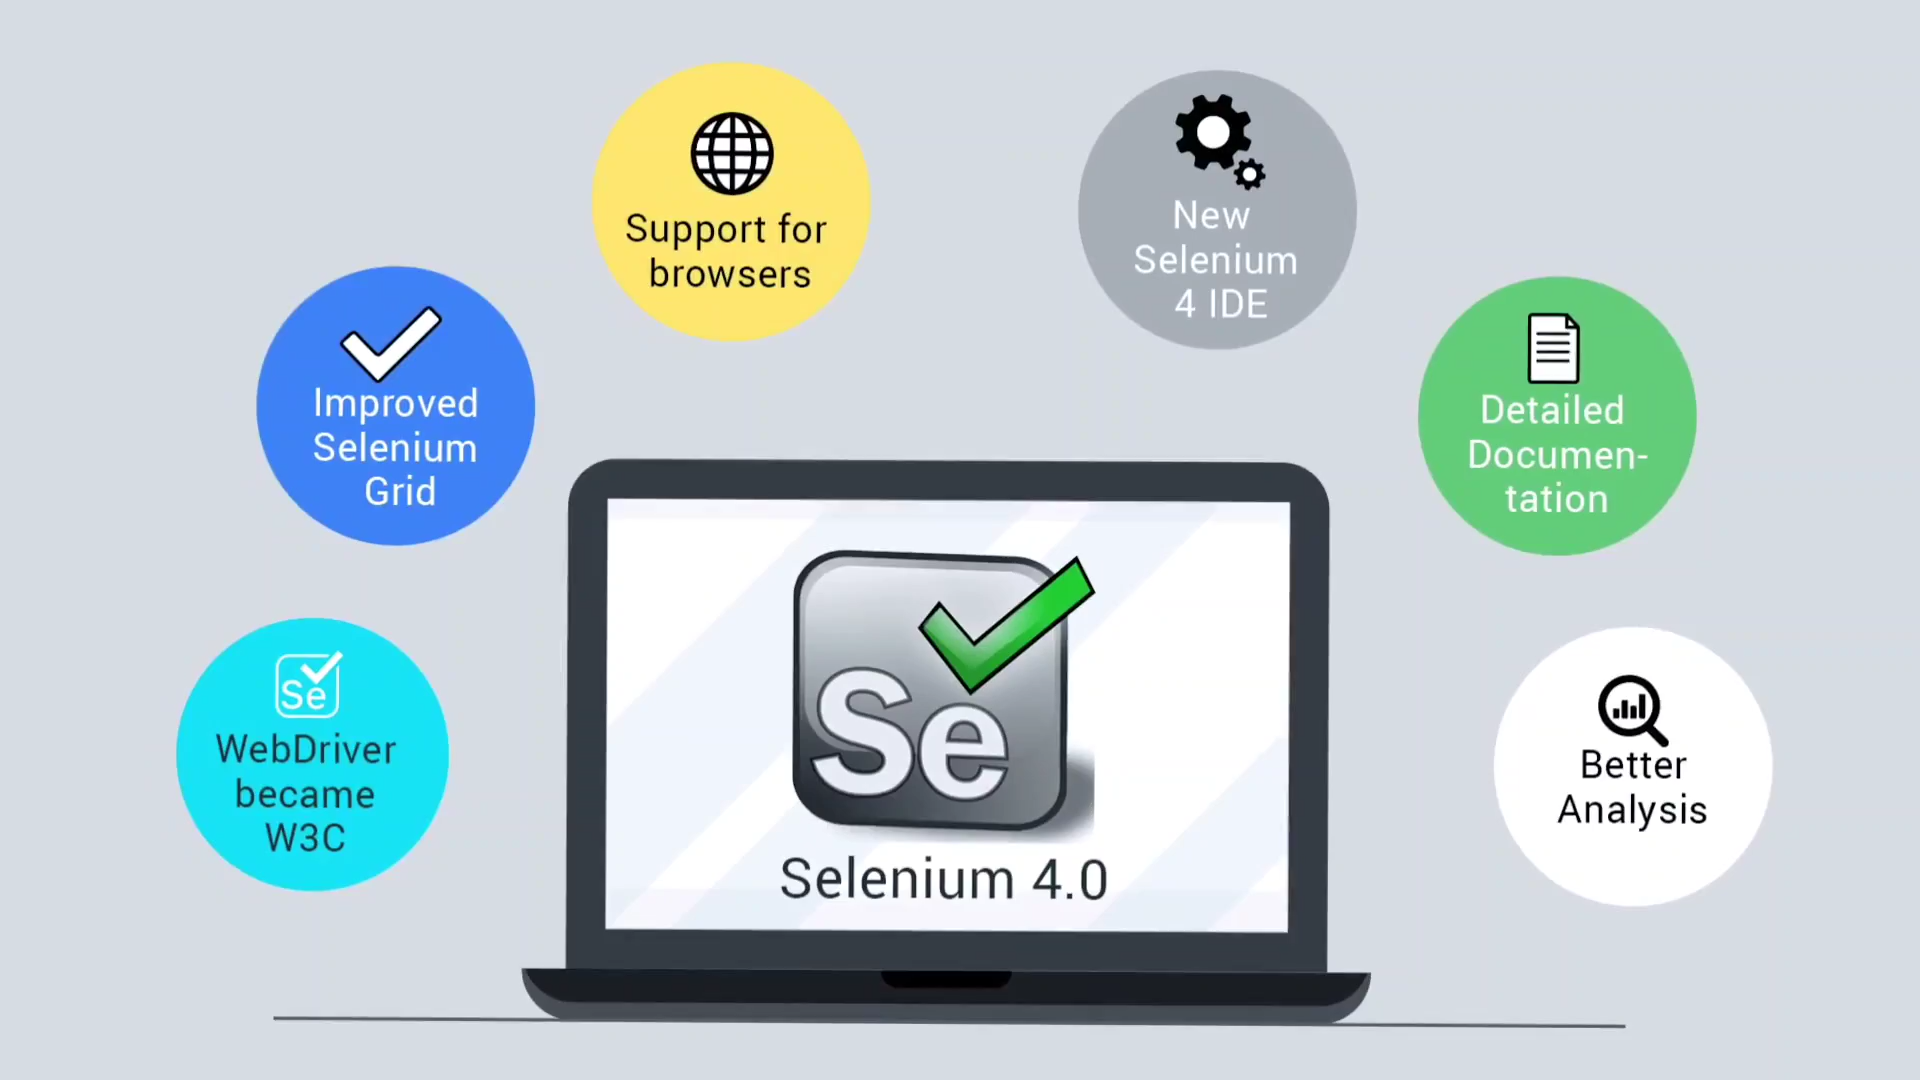 Support for
browsers
New
Selenium
4 IDE
Improved
Selenium
Grid
Detailed
Documen-
tation
Se
WebDriver
became
W3C
Se
Selenium 4.0
Better
Analysis